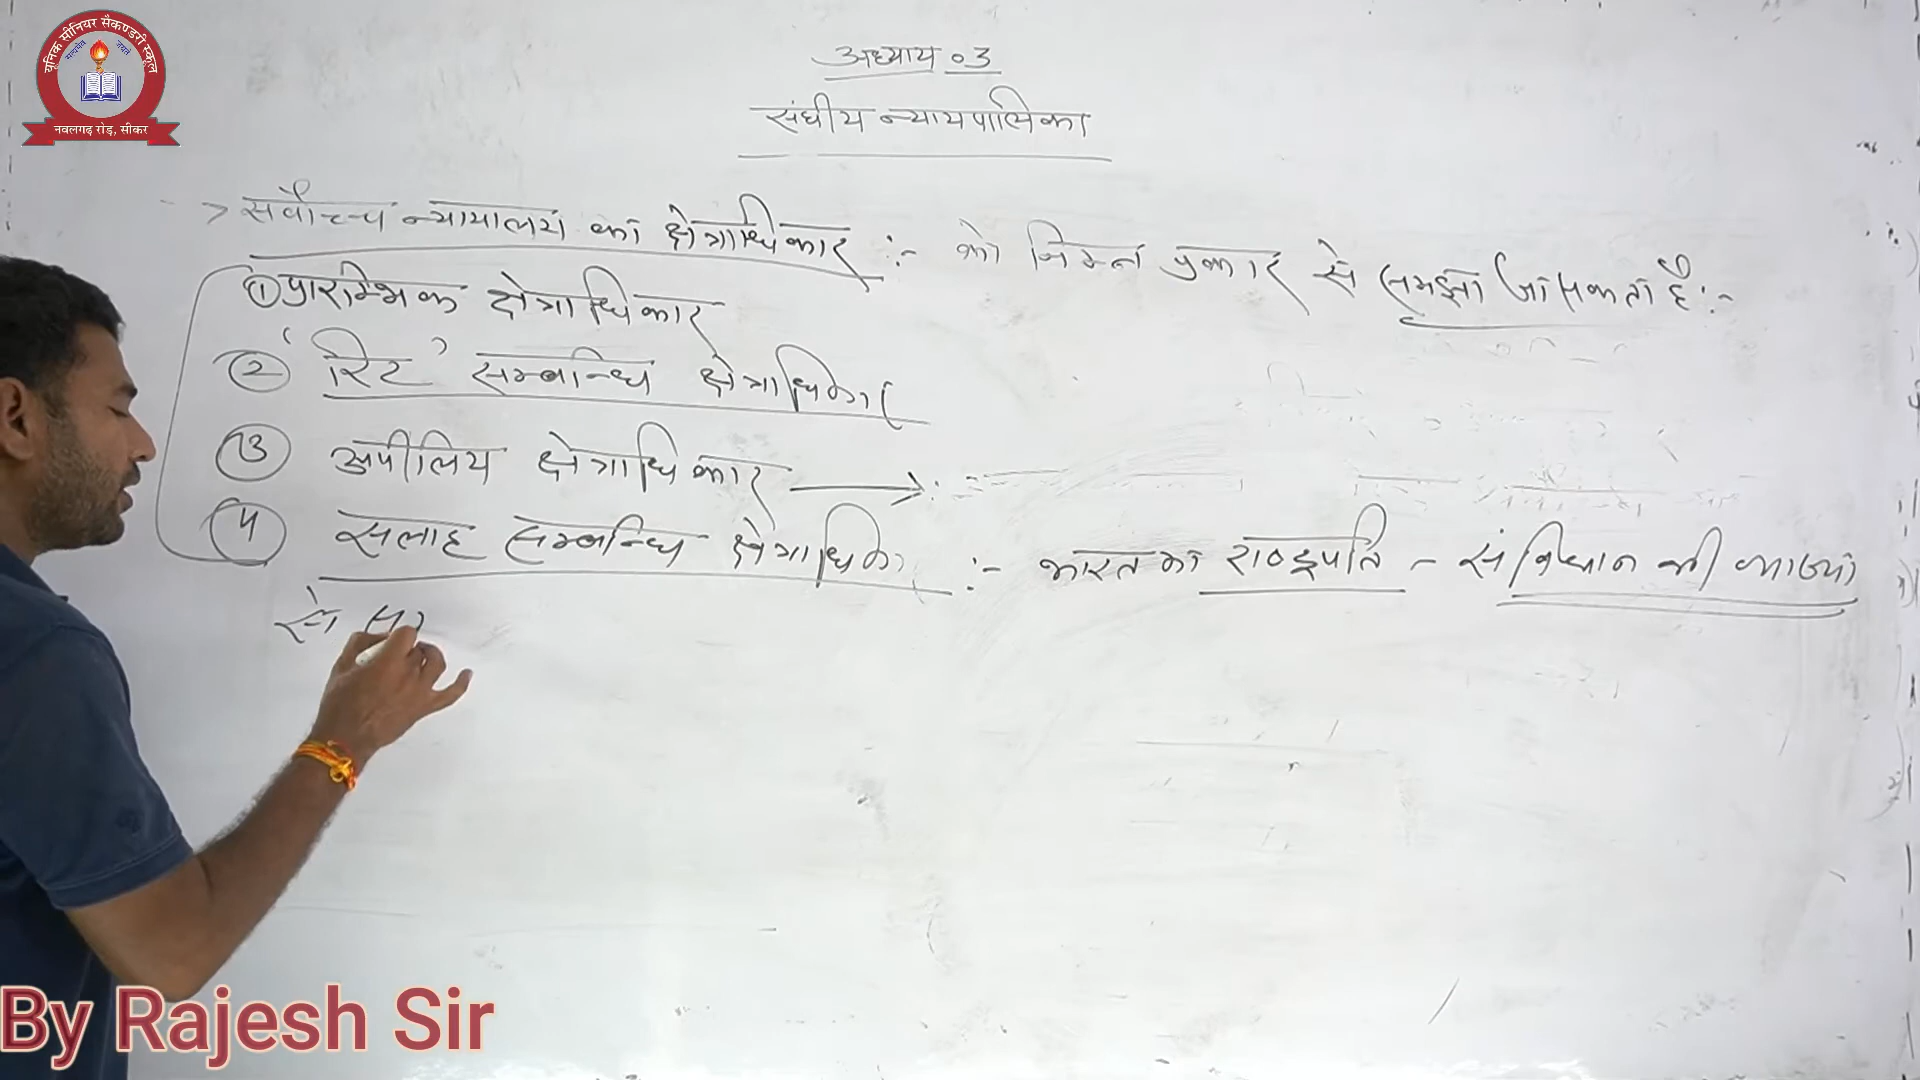 यूनिक सीनियर सैकण्डरी स्कूल
नवलगढ़ रोड़, सीकर
अध्याय 03
संघीय न्यायपालिका
> सर्वोच्च न्यायालय का क्षेत्राधिकार :- को निम्न प्रकार से समझा जा सकता है :-
① प्रारम्भिक क्षेत्राधिकार
② 'रिट' सम्बन्धि क्षेत्राधिकार
③ अपीलिय क्षेत्राधिकार →
④ सलाह सम्बन्धि क्षेत्राधिका :- भारत का राष्ट्रपति - संविधान की व्याख्या
से
By Rajesh Sir